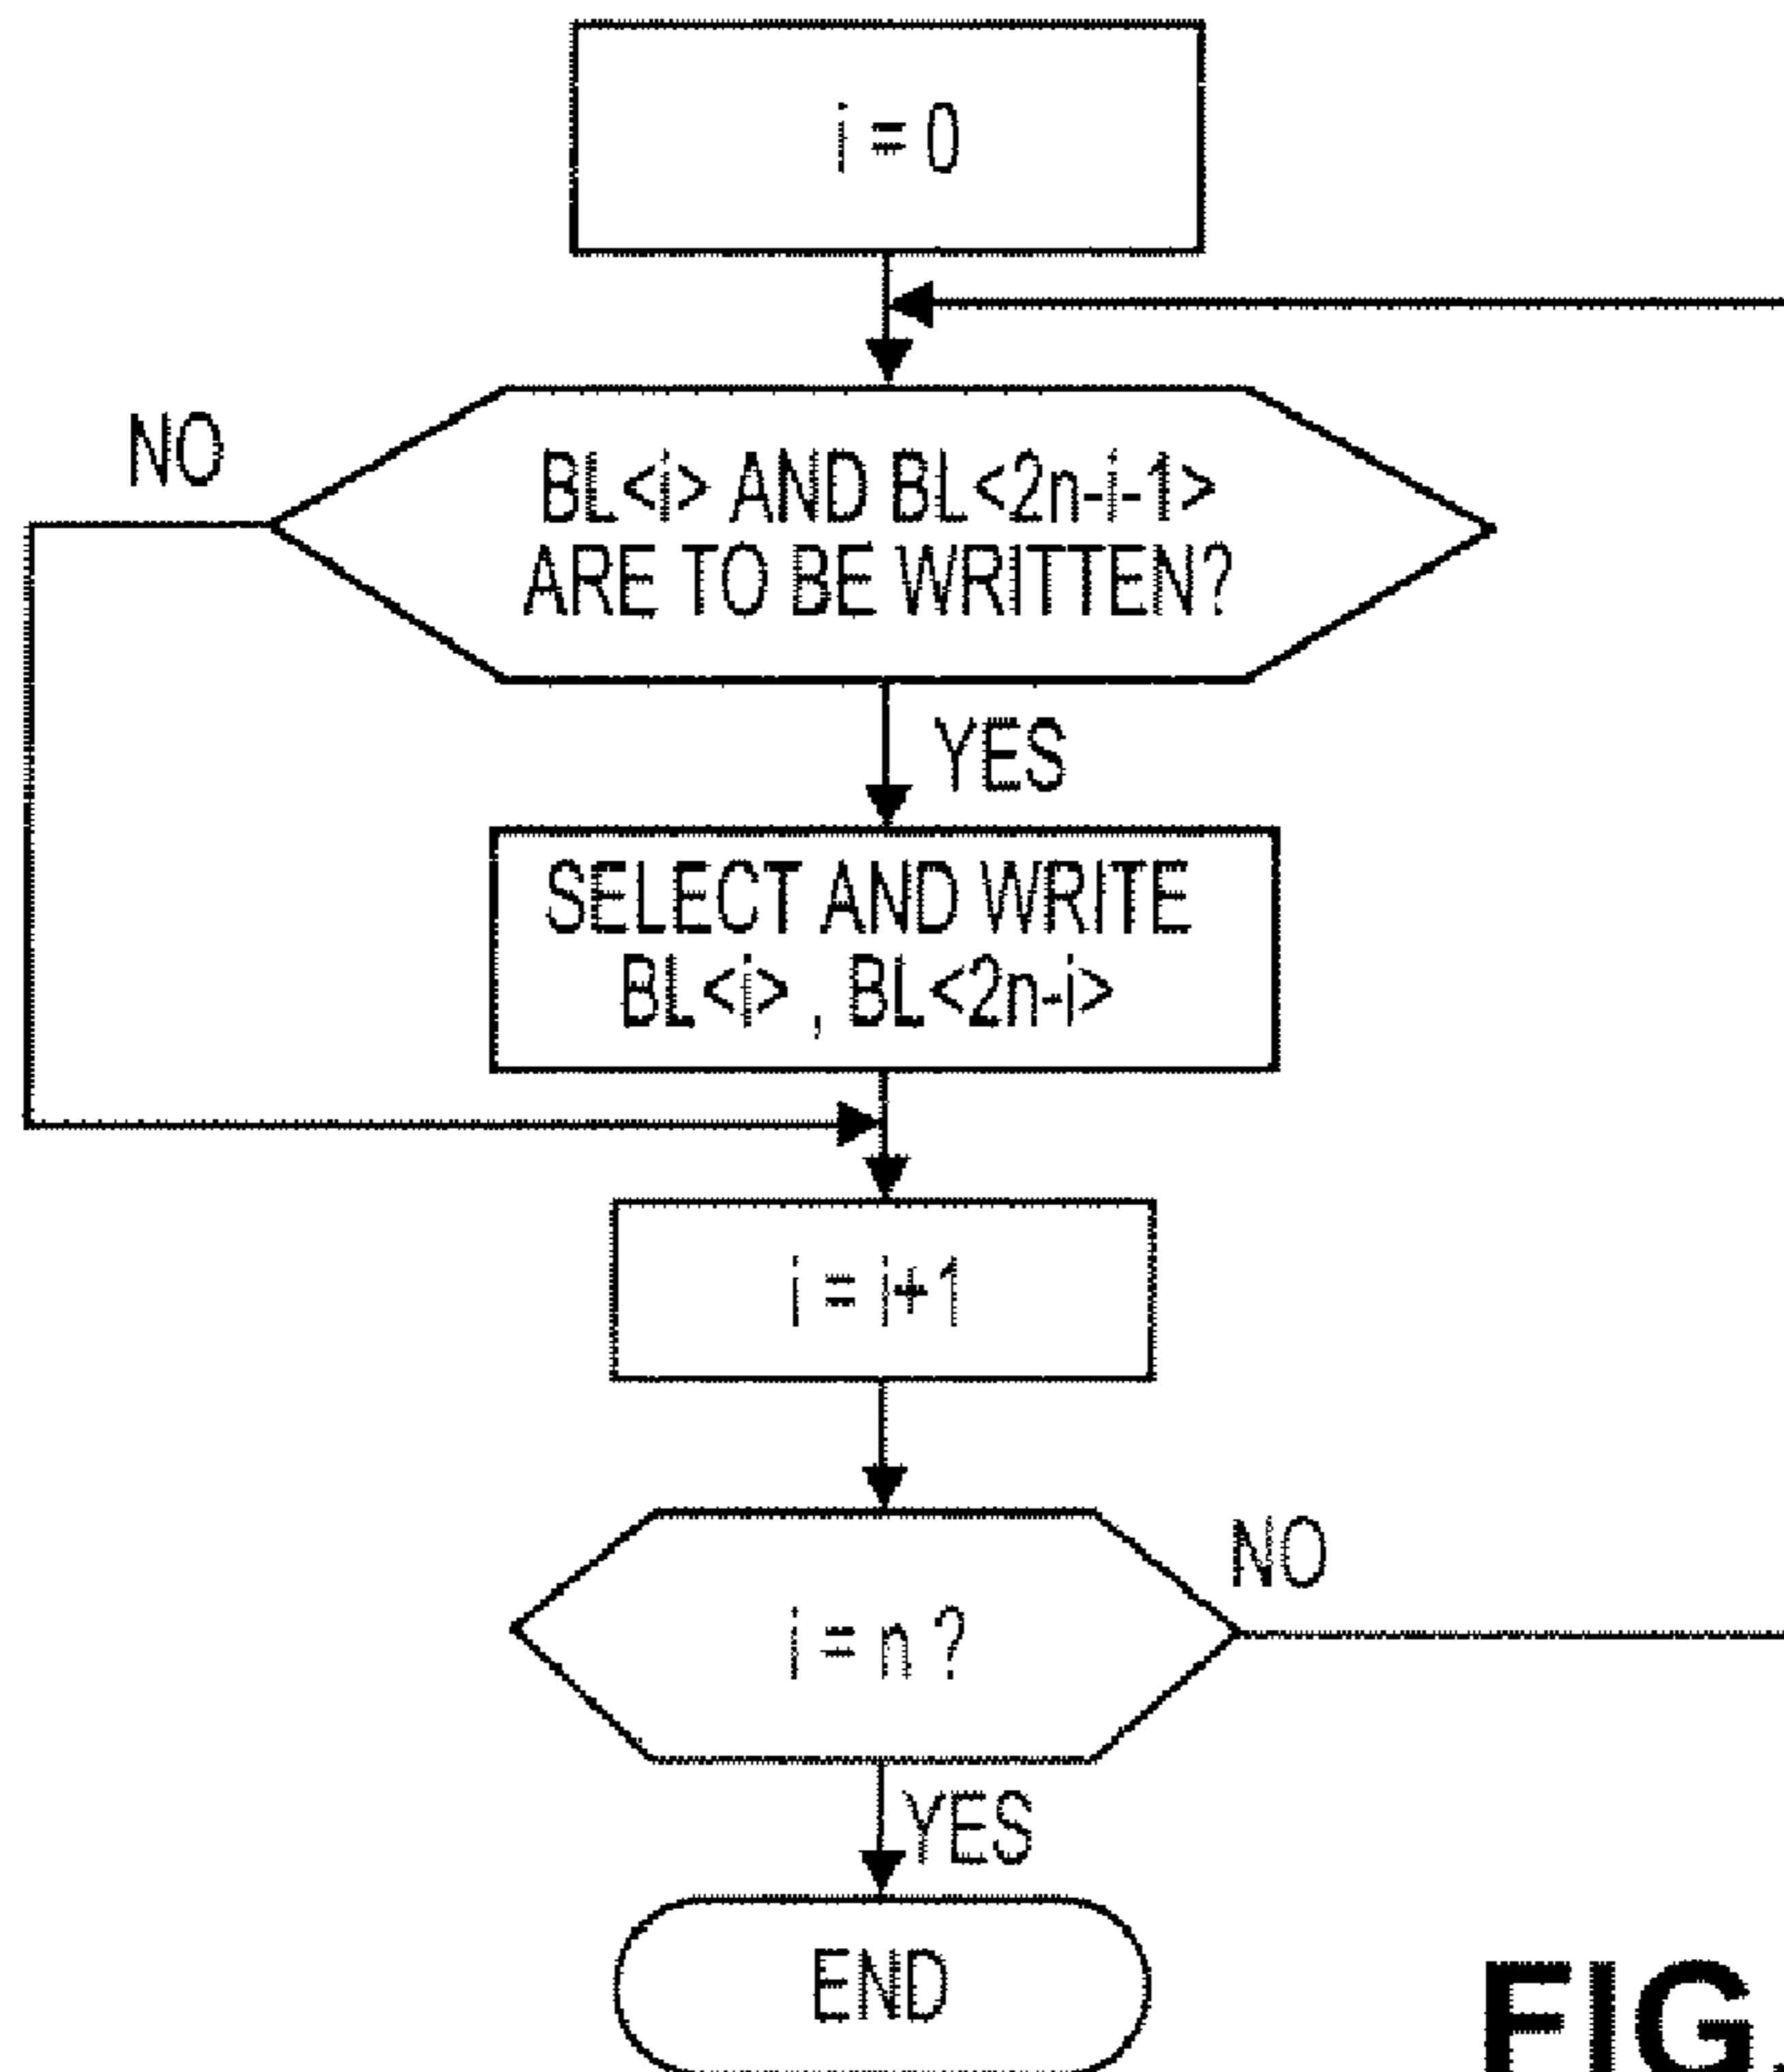 i = 0
NO
BL<i> AND BL<2n-i-1>
ARE TO BE WRITTEN?
YES
SELECT AND WRITE
BL<i> , BL<2n-i>
i = i+1
NO
i = n ?
YES
END
FIG.